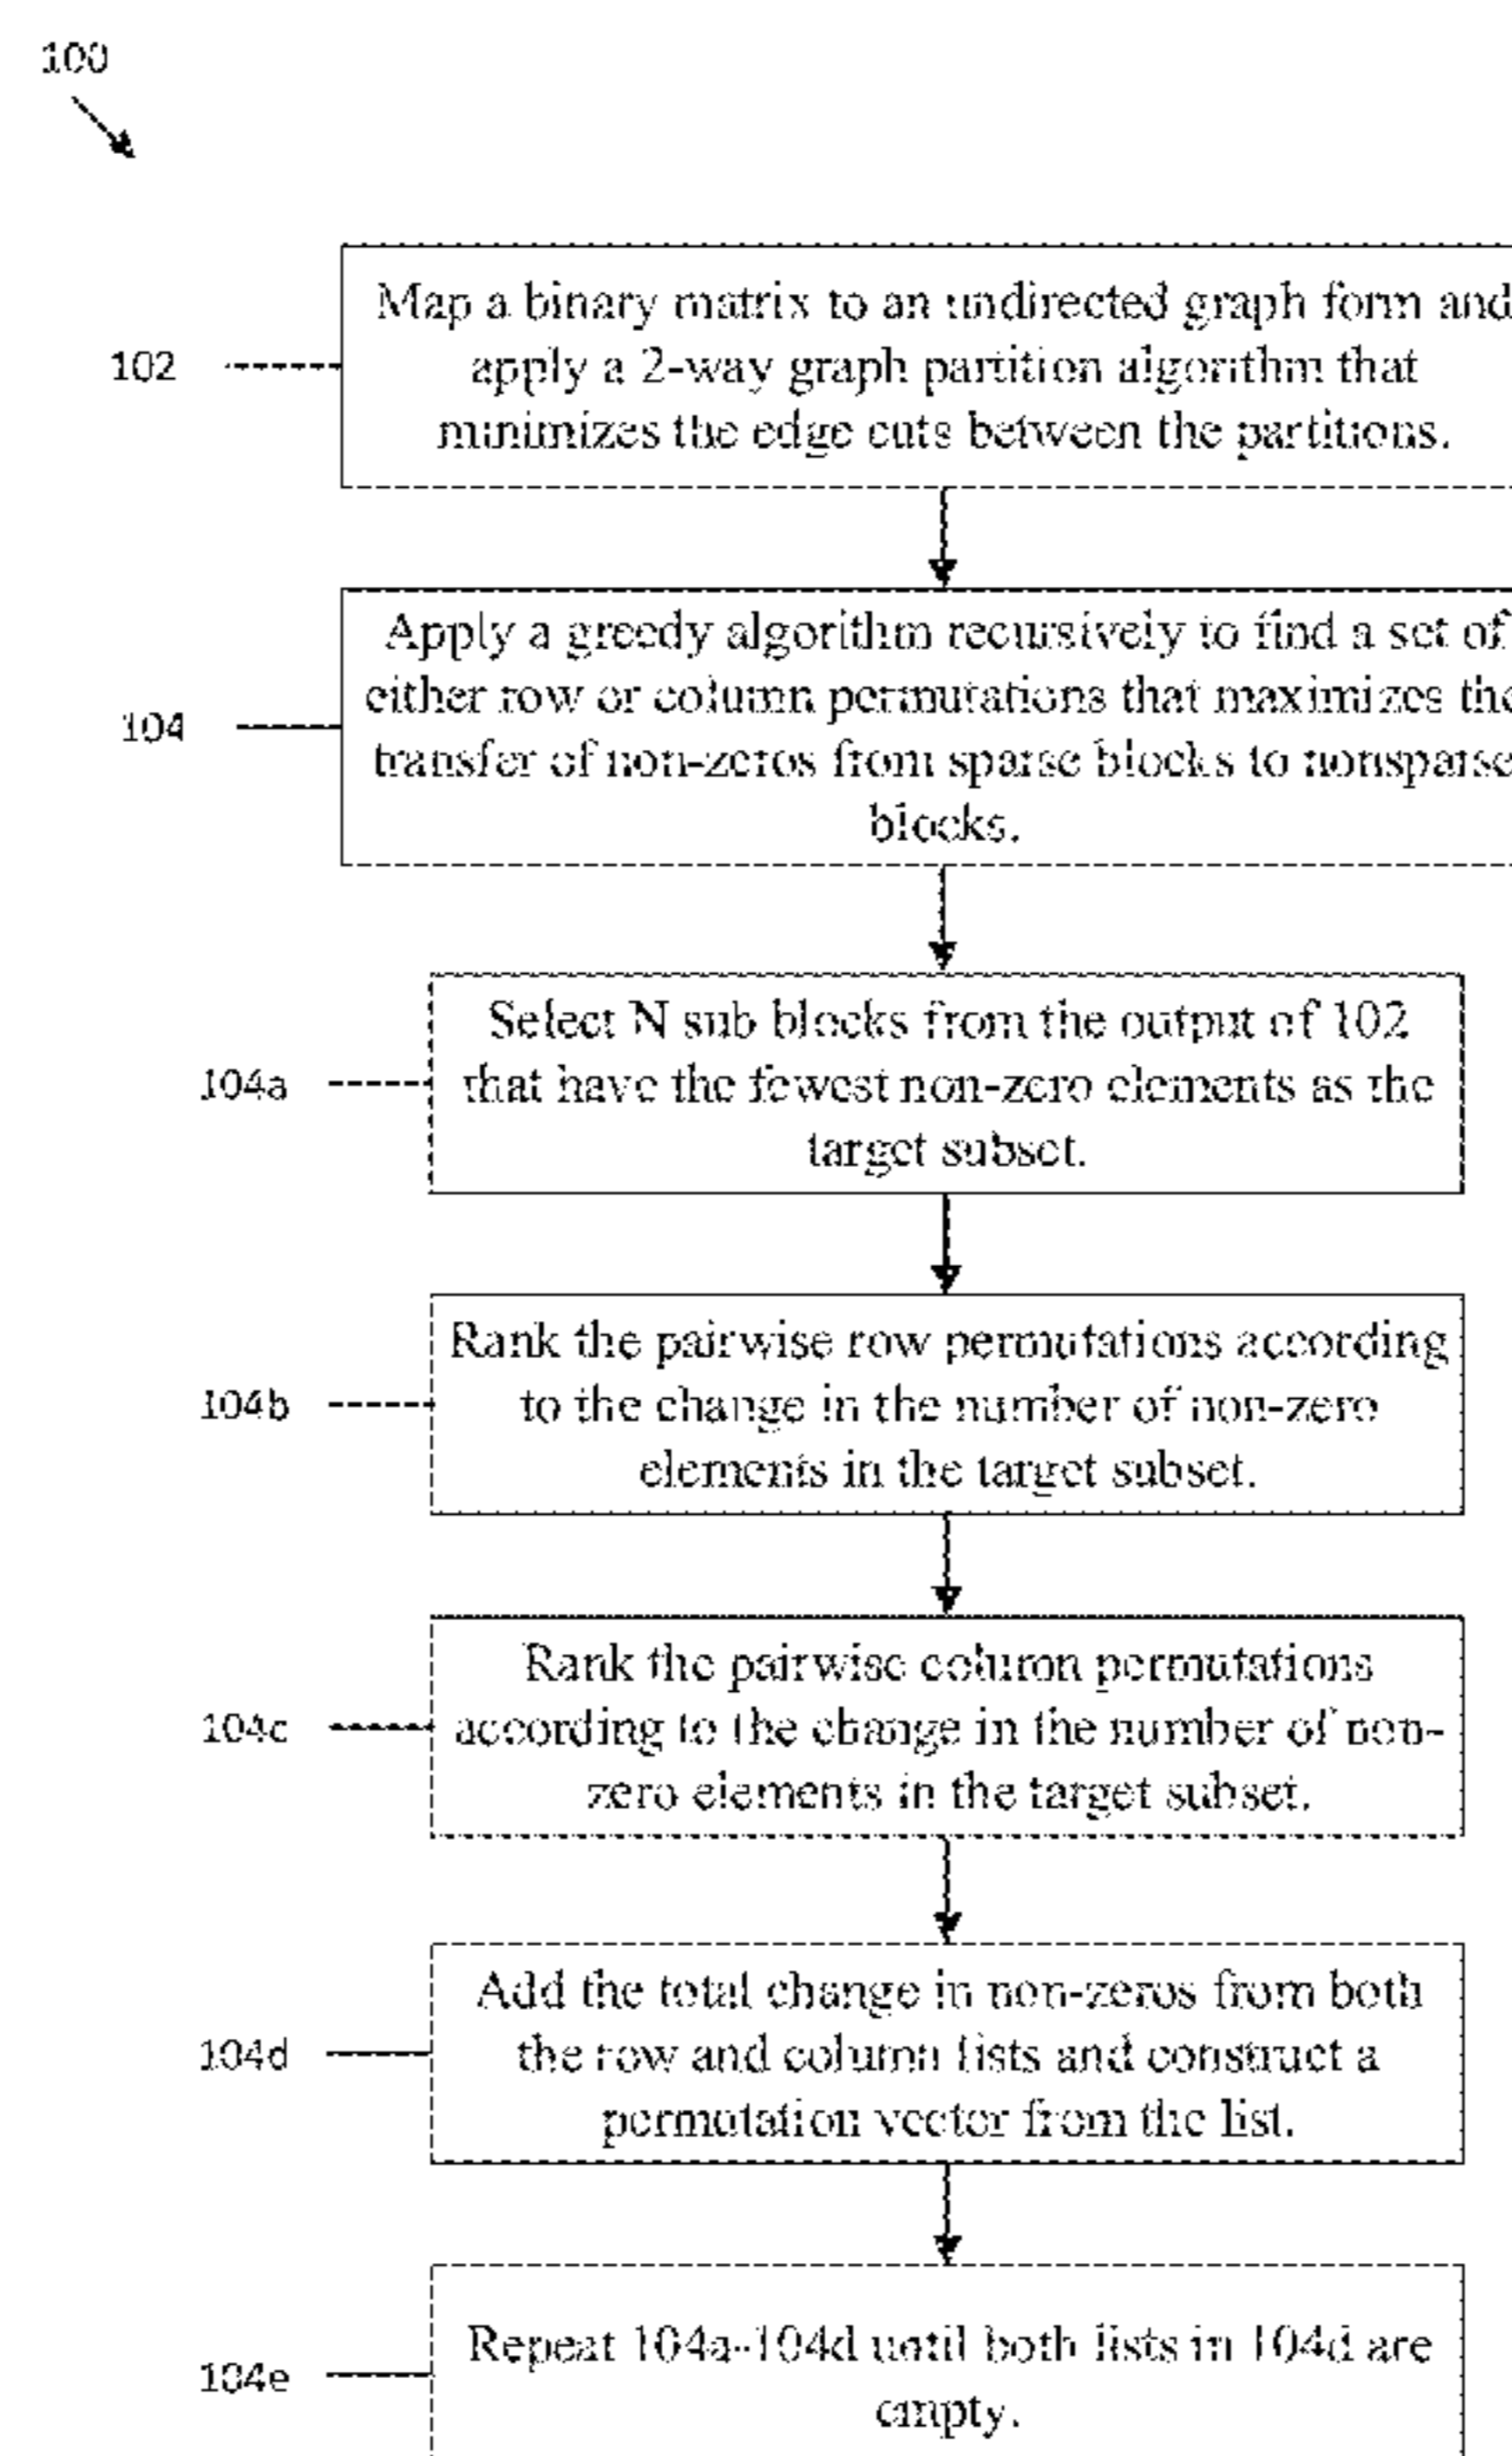 100
Map a binary matrix to an undirected graph form and
102
apply a 2-way graph partition algorithm that
minimizes the edge cuts between the partitions.
Apply a greedy algorithm recursively to find a set of
either row or column permutations that maximizes the
104
transfer of non-zeros from sparse blocks to nonsparse
blocks.
Select N sub blocks from the output of 102
104a
that have the fewest non-zero elements as the
target subset.
Rank the pairwise row permutations according
104b
to the change in the number of non-zero
elements in the target subset.
Rank the pairwise column permutations
104c
according to the change in the number of non-
zero elements in the target subset.
Add the total change in non-zeros from both
104d
the row and column lists and construct a
permutation vector from the list.
Repeat 104a-104d until both lists in 104d are
104e
empty.